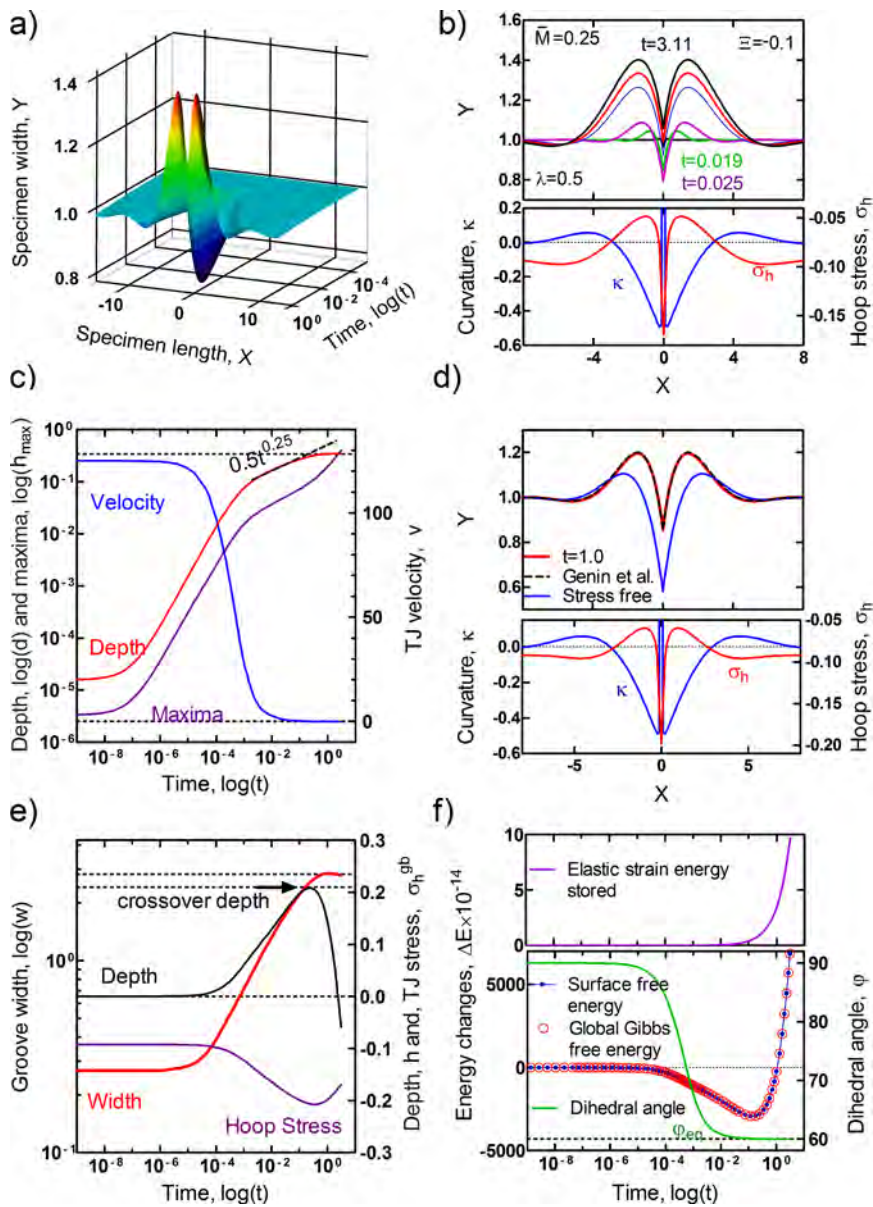 a)
Specimen width, Y
1.4
1.2
1.0
0.8
-10
0
10
Specimen length, X
10⁰
10⁻²
10⁻⁴
Time, log(t)
b)
M̄=0.25
t=3.11
Ξ=-0.1
λ=0.5
t=0.019
t=0.025
Y
1.6
1.4
1.2
1.0
0.8
Curvature, κ
0.2
0.0
-0.2
-0.4
-0.6
κ
σh
Hoop stress, σh
-0.05
-0.10
-0.15
-4
0
4
8
X
c)
Depth, log(d) and maxima, log(hmax)
10⁰
10⁻¹
10⁻²
10⁻³
10⁻⁴
10⁻⁵
10⁻⁶
Velocity
0.5t^0.25
Depth
Maxima
TJ velocity, v
100
50
0
10⁻⁸
10⁻⁶
10⁻⁴
10⁻²
10⁰
Time, log(t)
d)
Y
1.2
1.0
0.8
0.6
t=1.0
Genin et al.
Stress free
Curvature, κ
0.0
-0.2
-0.4
-0.6
κ
σh
Hoop stress, σh
-0.05
-0.10
-0.15
-0.20
-5
0
5
X
e)
Groove width, log(w)
10⁰
10⁻¹
crossover depth
Depth
Width
Hoop Stress
Depth, h and, TJ stress, σh^gb
0.3
0.2
0.1
0.0
-0.1
-0.2
-0.3
10⁻⁸
10⁻⁶
10⁻⁴
10⁻²
10⁰
Time, log(t)
f)
Energy changes, ΔE×10⁻¹⁴
10
5
0
Elastic strain energy
stored
5000
0
-5000
Surface free
energy
Global Gibbs
free energy
Dihedral angle
φeq
Dihedral angle, φ
90
80
70
60
10⁻⁸
10⁻⁶
10⁻⁴
10⁻²
10⁰
Time, log(t)